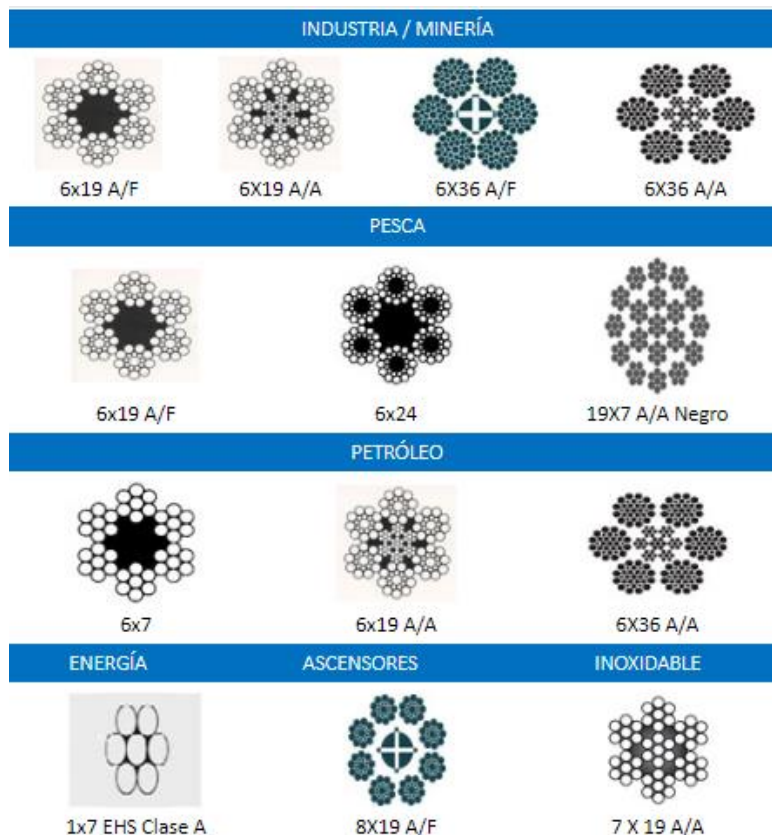 INDUSTRIA / MINERÍA
6x19 A/F 6X19 A/A 6X36 A/F 6X36 A/A
PESCA
6x19 A/F 6x24 19X7 A/A Negro
PETRÓLEO
6x7 6x19 A/A 6X36 A/A
ENERGÍA ASCENSORES INOXIDABLE
1x7 EHS Clase A 8X19 A/F 7 X 19 A/A